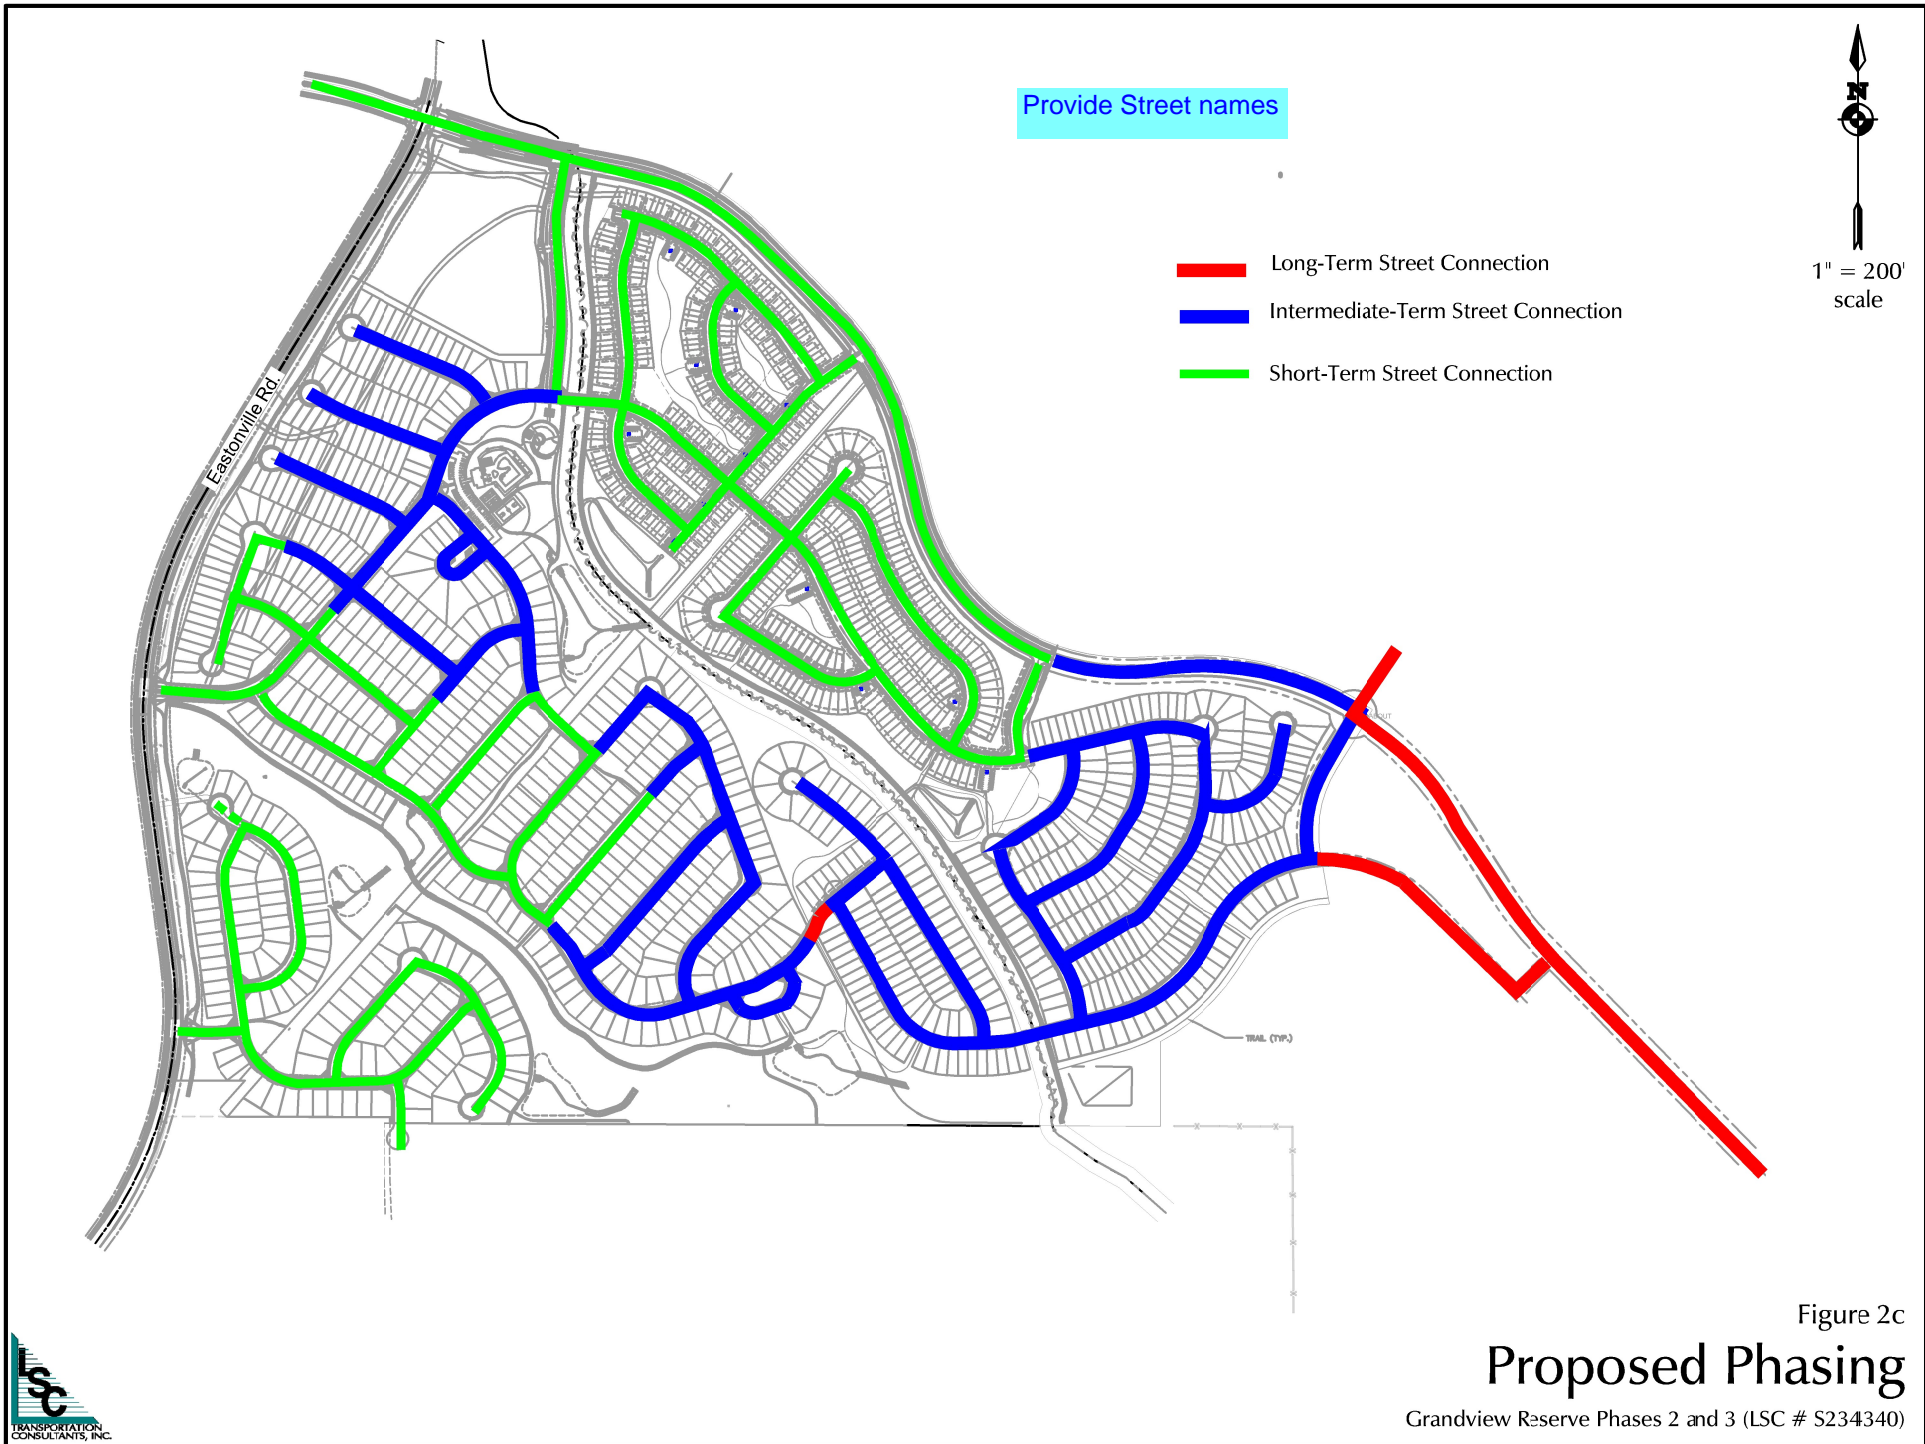 Provide Street names
N
1" = 200'
scale
Long-Term Street Connection
Intermediate-Term Street Connection
Short-Term Street Connection
Eastonville Rd.
TRAIL (TYP.)
Figure 2c
Proposed Phasing
Grandview Reserve Phases 2 and 3 (LSC # S234340)
LSC
TRANSPORTATION
CONSULTANTS, INC.